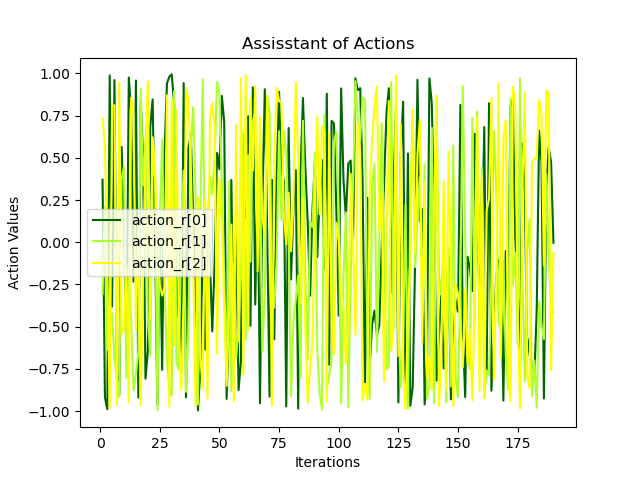 Assisstant of Actions
Action Values
1.00
0.75
0.50
0.25
0.00
−0.25
−0.50
−0.75
−1.00
action_r[0]
action_r[1]
action_r[2]
0 25 50 75 100 125 150 175
Iterations